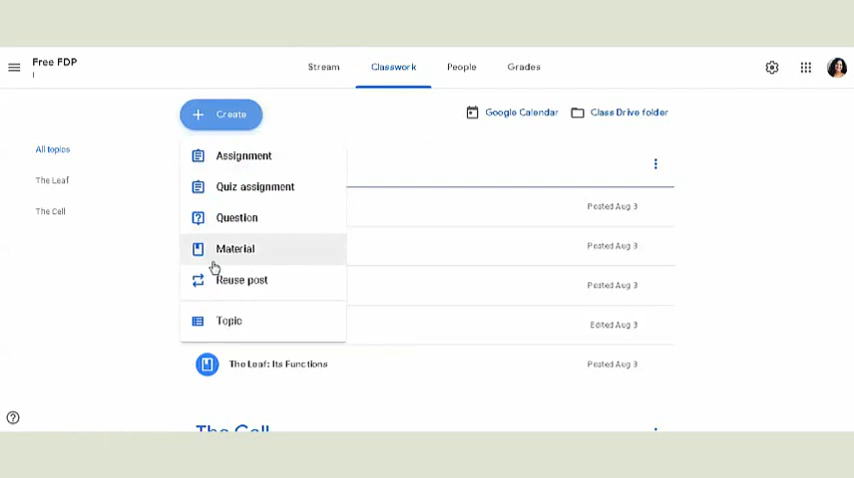 Free FDP
Stream Classwork People Grades
Create
Google Calendar Class Drive folder
All topics
The Leaf
The Cell
Assignment
Quiz assignment
Question
Material
Reuse post
Topic
Posted Aug 3
Posted Aug 3
Posted Aug 3
Edited Aug 3
The Leaf: Its Functions Posted Aug 3
The Cell